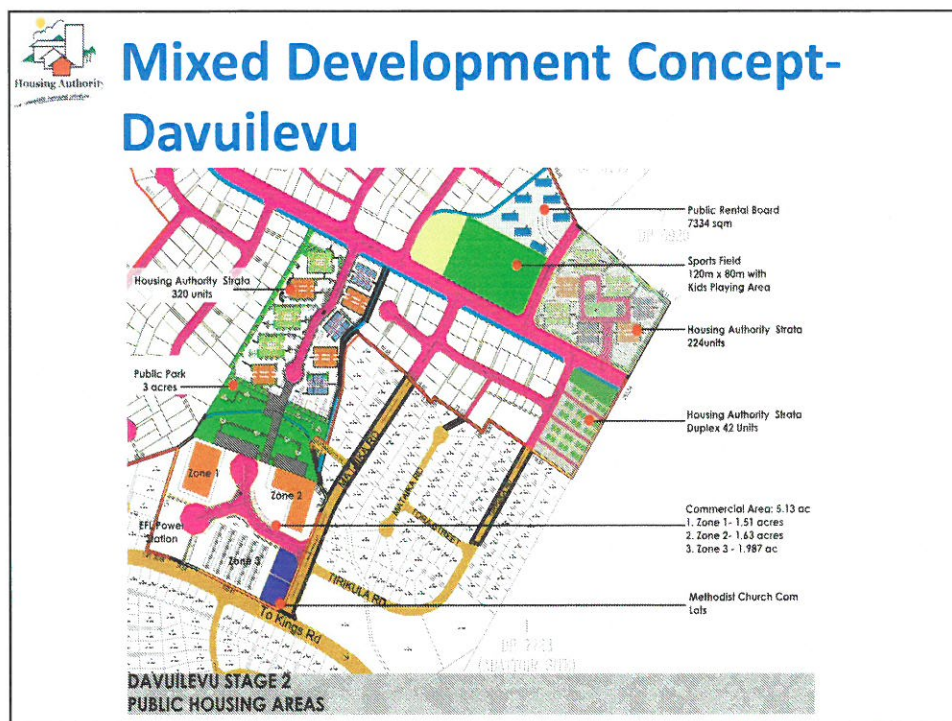 Housing Authority
Mixed Development Concept-
Davuilevu
Public Rental Board
7334 sqm
Sports Field
120m x 80m with
Kids Playing Area
Housing Authority Strata
320 units
Housing Authority Strata
224units
Public Park
3 acres
Housing Authority Strata
Duplex 42 Units
Zone 1
Zone 2
Commercial Area: 5.13 ac
1. Zone 1- 1.51 acres
2. Zone 2- 1.63 acres
3. Zone 3- 1.987 ac
EFL Power
Station
Zone 3
MATAIKA RD
TIRIKULA RD
Methodist Church Com
Lots
To Kings Rd
DAVUILEVU STAGE 2
PUBLIC HOUSING AREAS